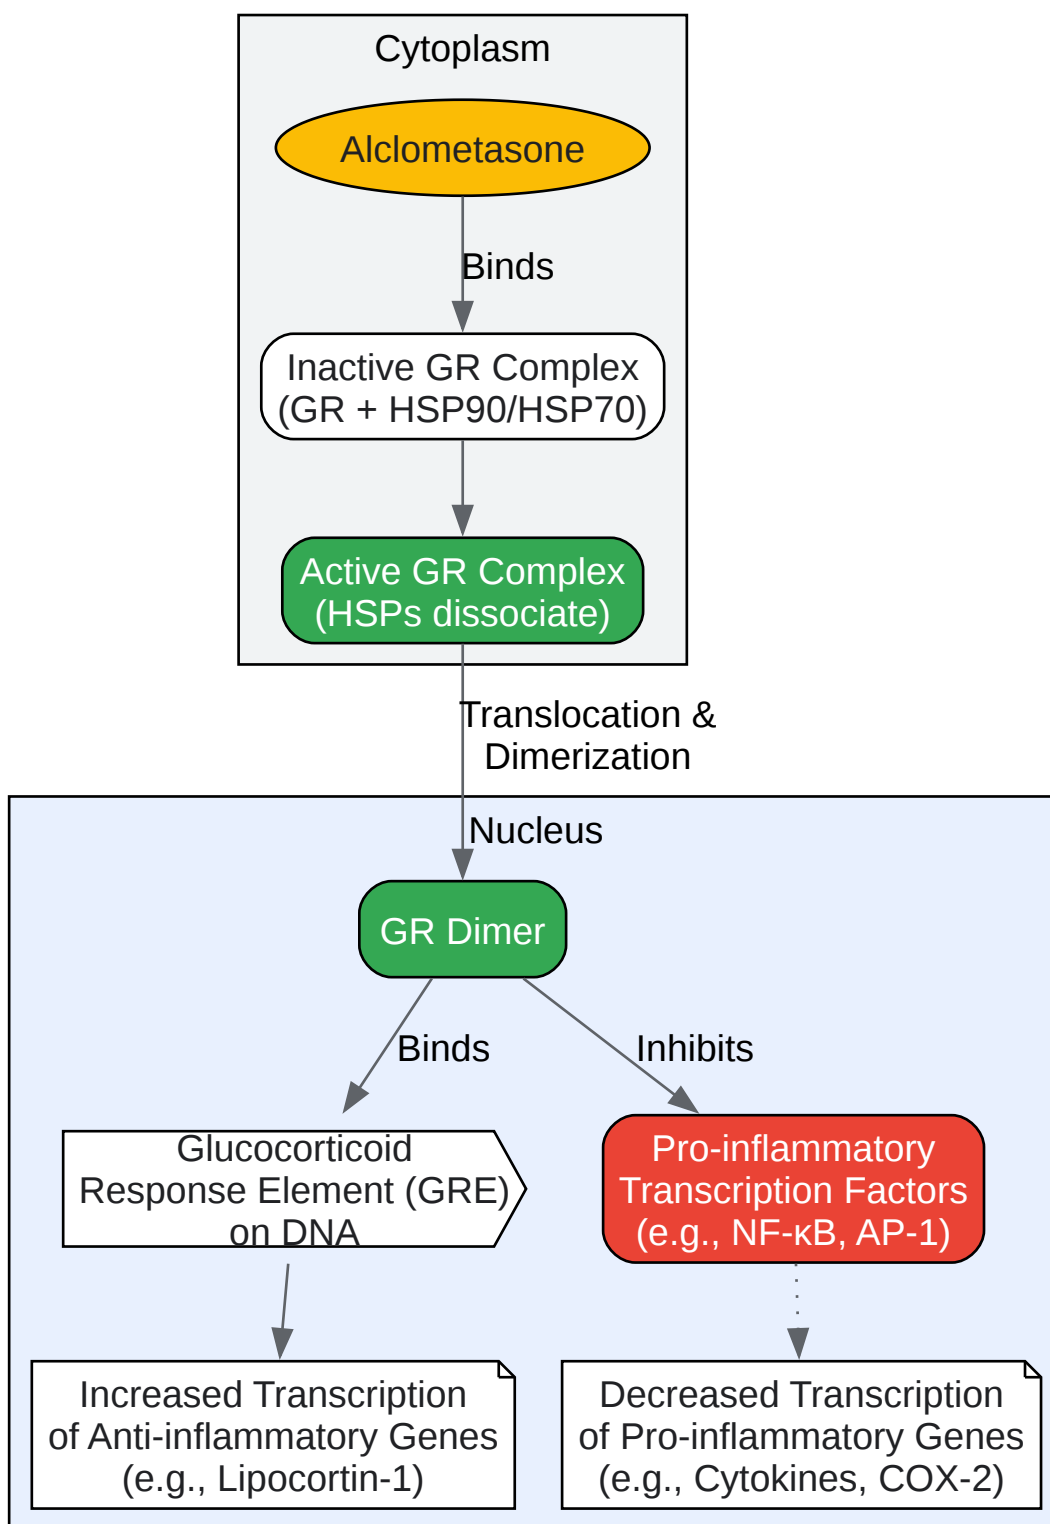 Cytoplasm
Alclometasone
Binds
Inactive GR Complex
(GR + HSP90/HSP70)
Active GR Complex
(HSPs dissociate)
Translocation &
Dimerization
Nucleus
GR Dimer
Binds
Inhibits
Glucocorticoid
Response Element (GRE)
on DNA
Pro-inflammatory
Transcription Factors
(e.g., NF-κB, AP-1)
Increased Transcription
of Anti-inflammatory Genes
(e.g., Lipocortin-1)
Decreased Transcription
of Pro-inflammatory Genes
(e.g., Cytokines, COX-2)